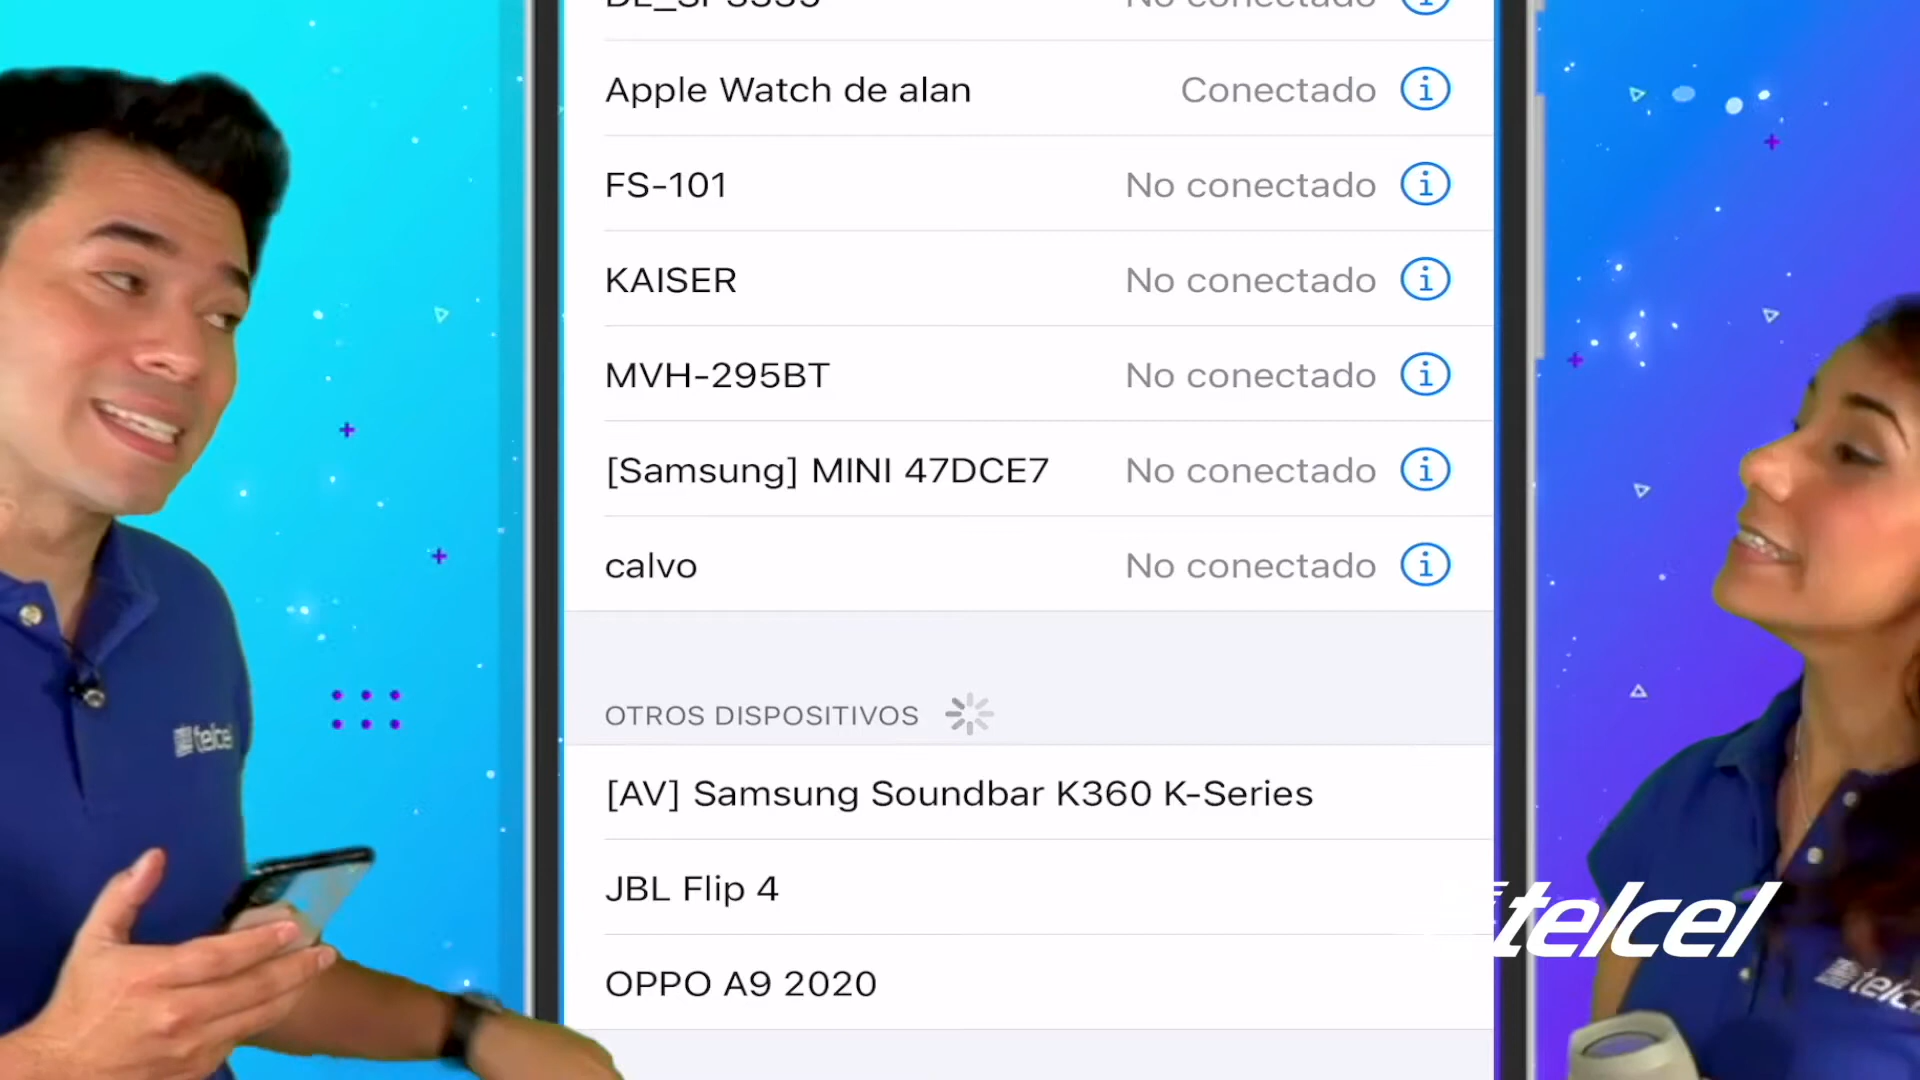 Apple Watch de alan Conectado
FS-101 No conectado
KAISER No conectado
MVH-295BT No conectado
[Samsung] MINI 47DCE7 No conectado
calvo No conectado
OTROS DISPOSITIVOS
[AV] Samsung Soundbar K360 K-Series
JBL Flip 4
OPPO A9 2020
telcel
telcel
telcel